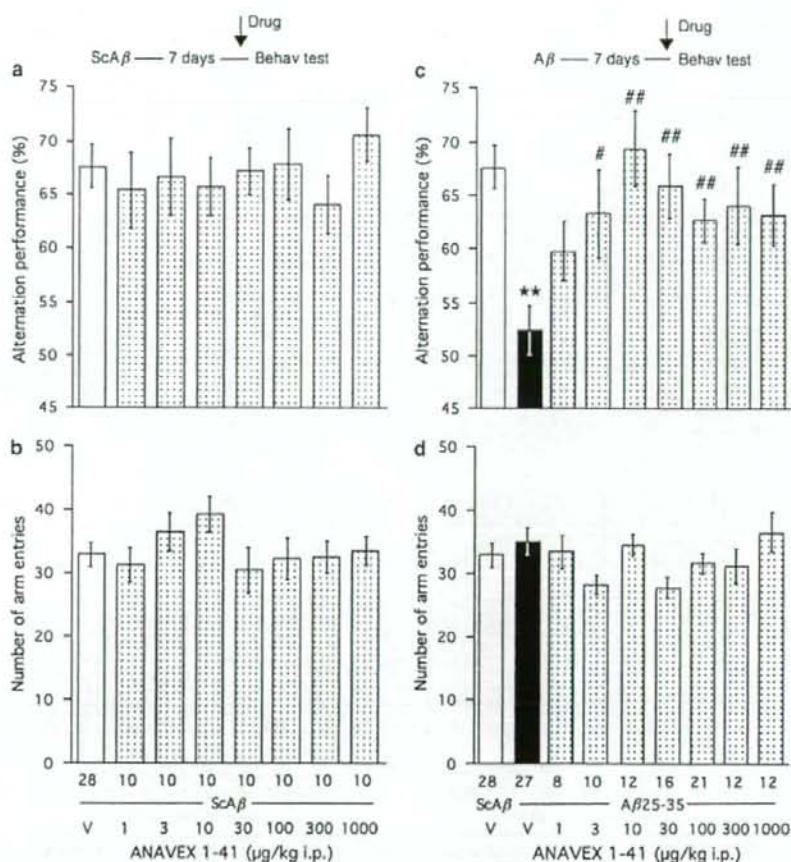 Drug
ScAβ — 7 days — Behav test
a
Alternation performance (%)
75
70
65
60
55
50
45
b
Number of arm entries
50
40
30
20
10
0
28 10 10 10 10 10 10 10
ScAβ
V 1 3 10 30 100 300 1000
ANAVEX 1-41 (µg/kg i.p.)
Drug
Aβ — 7 days — Behav test
c
Alternation performance (%)
75
70
65
60
55
50
45
★★
#
##
##
##
##
##
d
Number of arm entries
50
40
30
20
10
0
28 27 8 10 12 16 21 12 12
ScAβ Aβ25-35
V V 1 3 10 30 100 300 1000
ANAVEX 1-41 (µg/kg i.p.)